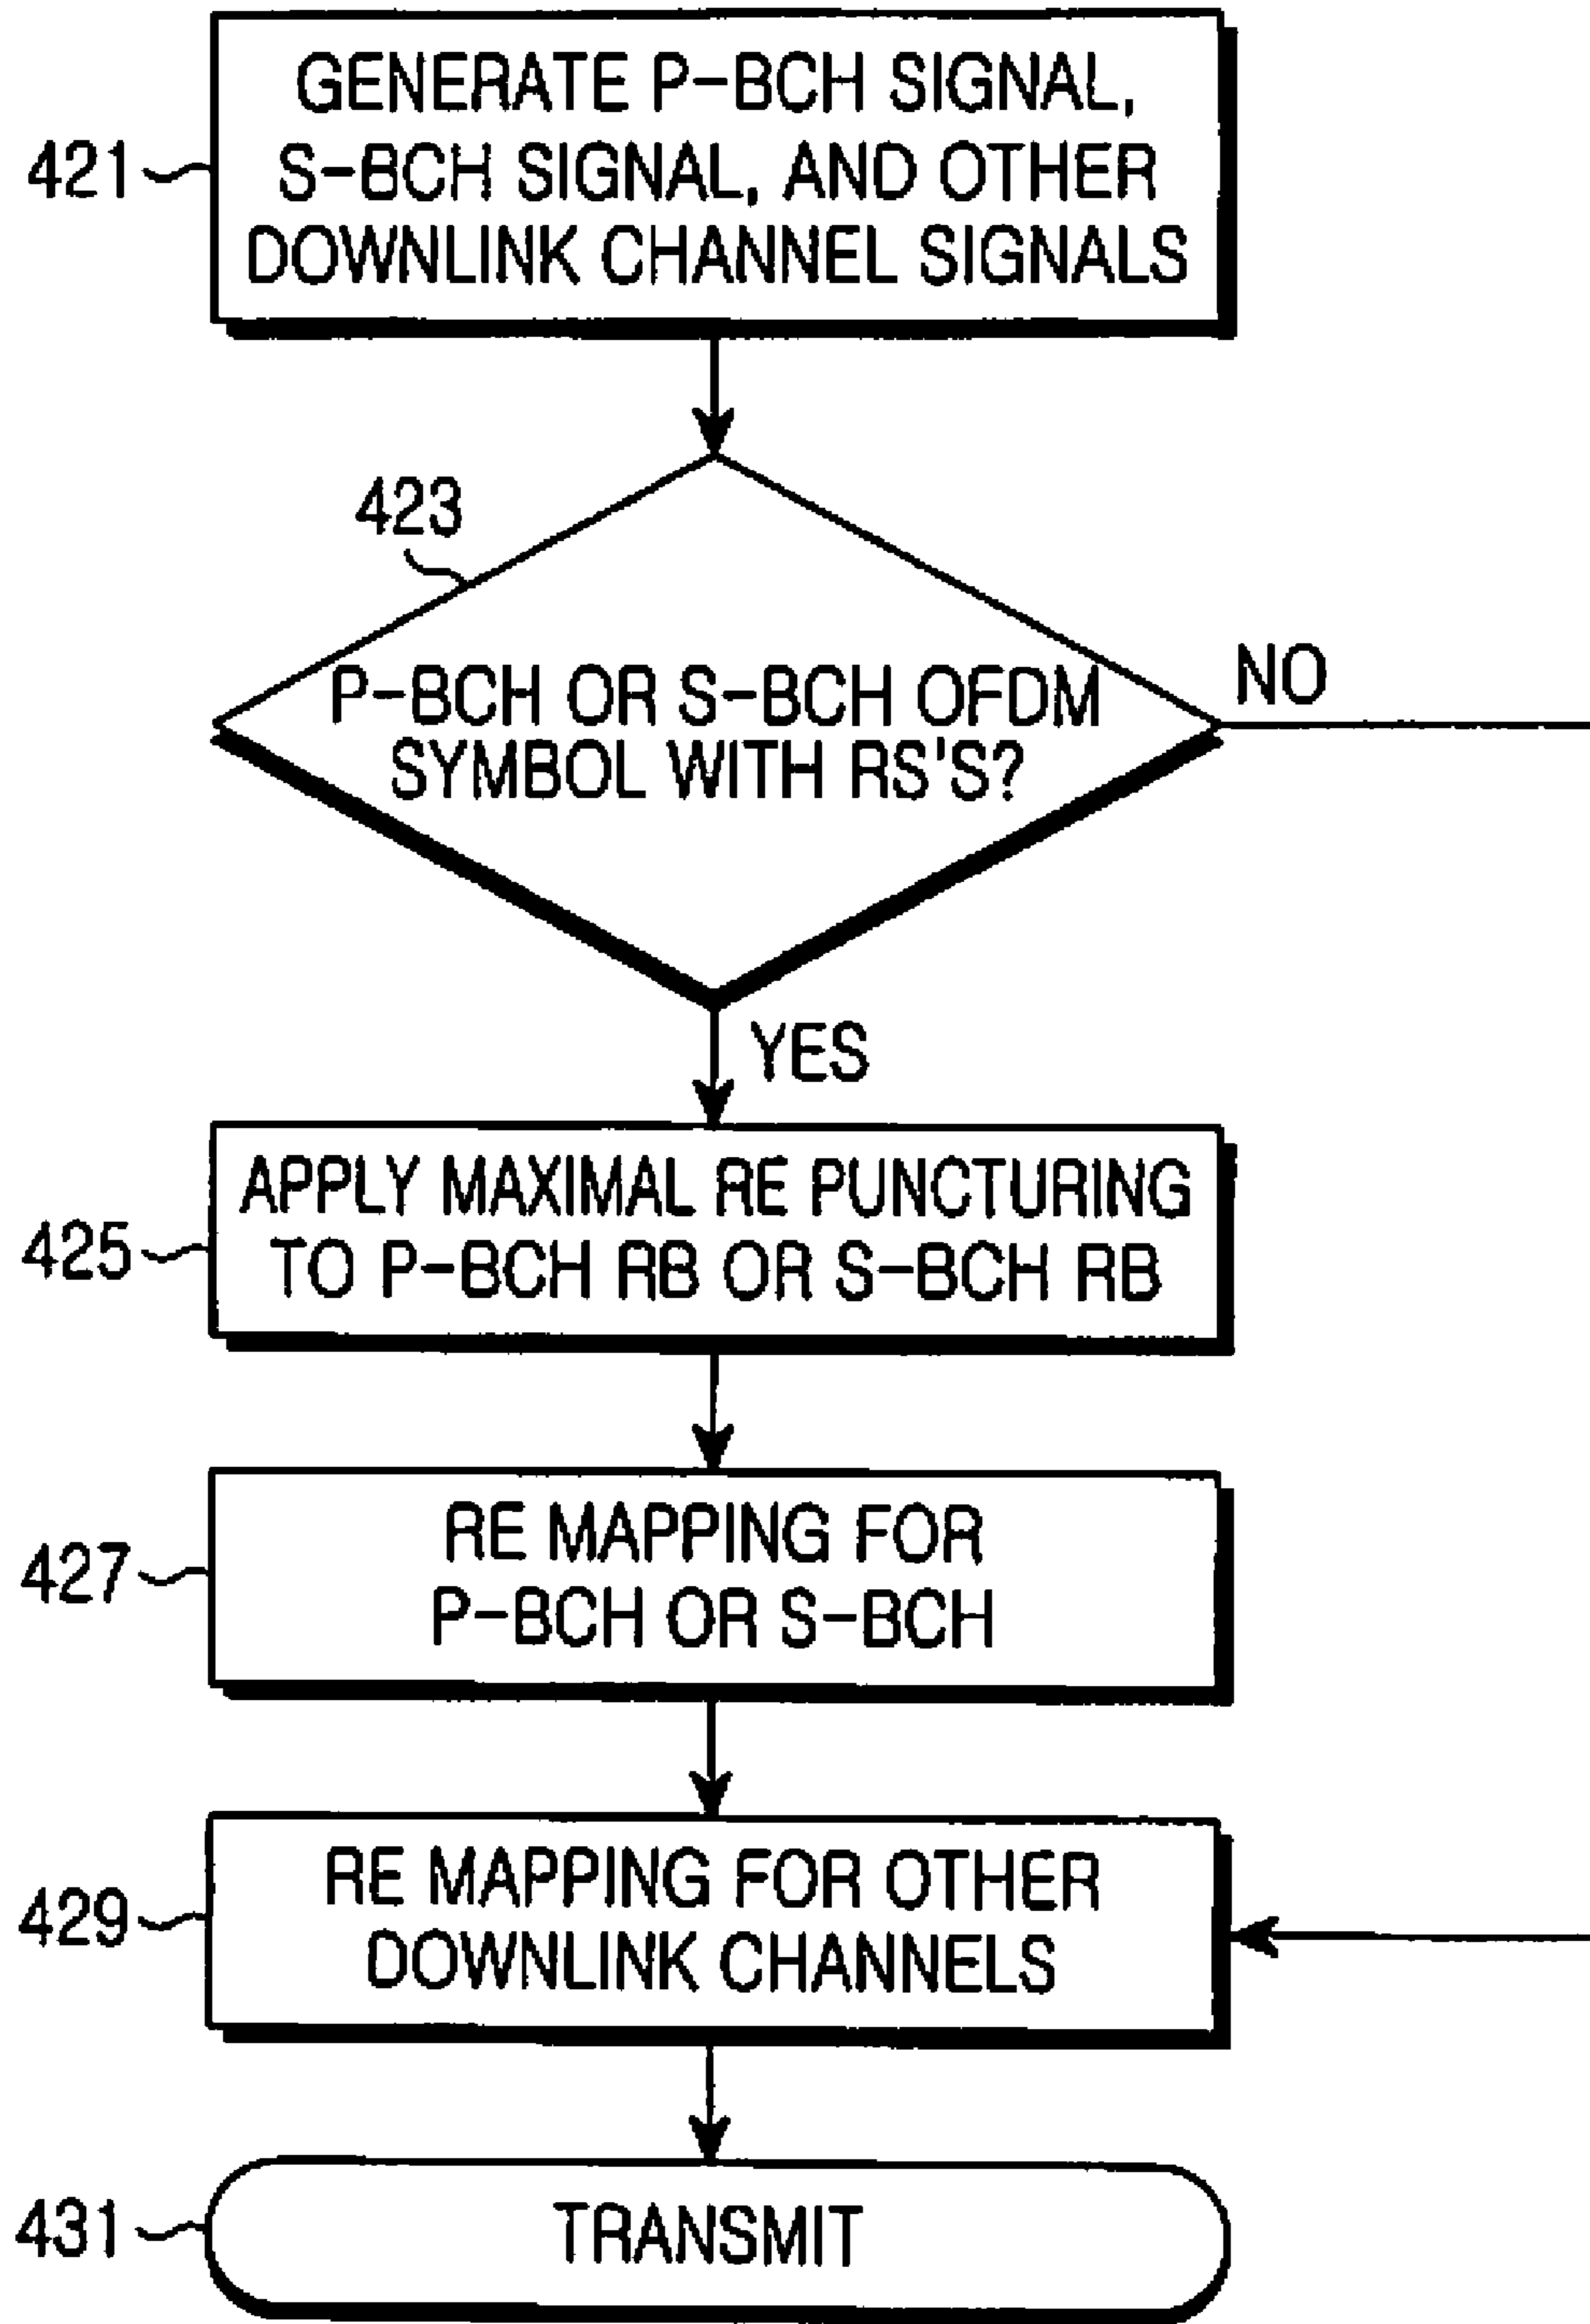 421
GENERATE P-BCH SIGNAL,
S-BCH SIGNAL, AND OTHER
DOWNLINK CHANNEL SIGNALS
423
P-BCH OR S-BCH OFDM
SYMBOL WITH RS'S?
NO
YES
425
APPLY MAXIMAL RE PUNCTURING
TO P-BCH RB OR S-BCH RB
427
RE MAPPING FOR
P-BCH OR S-BCH
429
RE MAPPING FOR OTHER
DOWNLINK CHANNELS
431
TRANSMIT